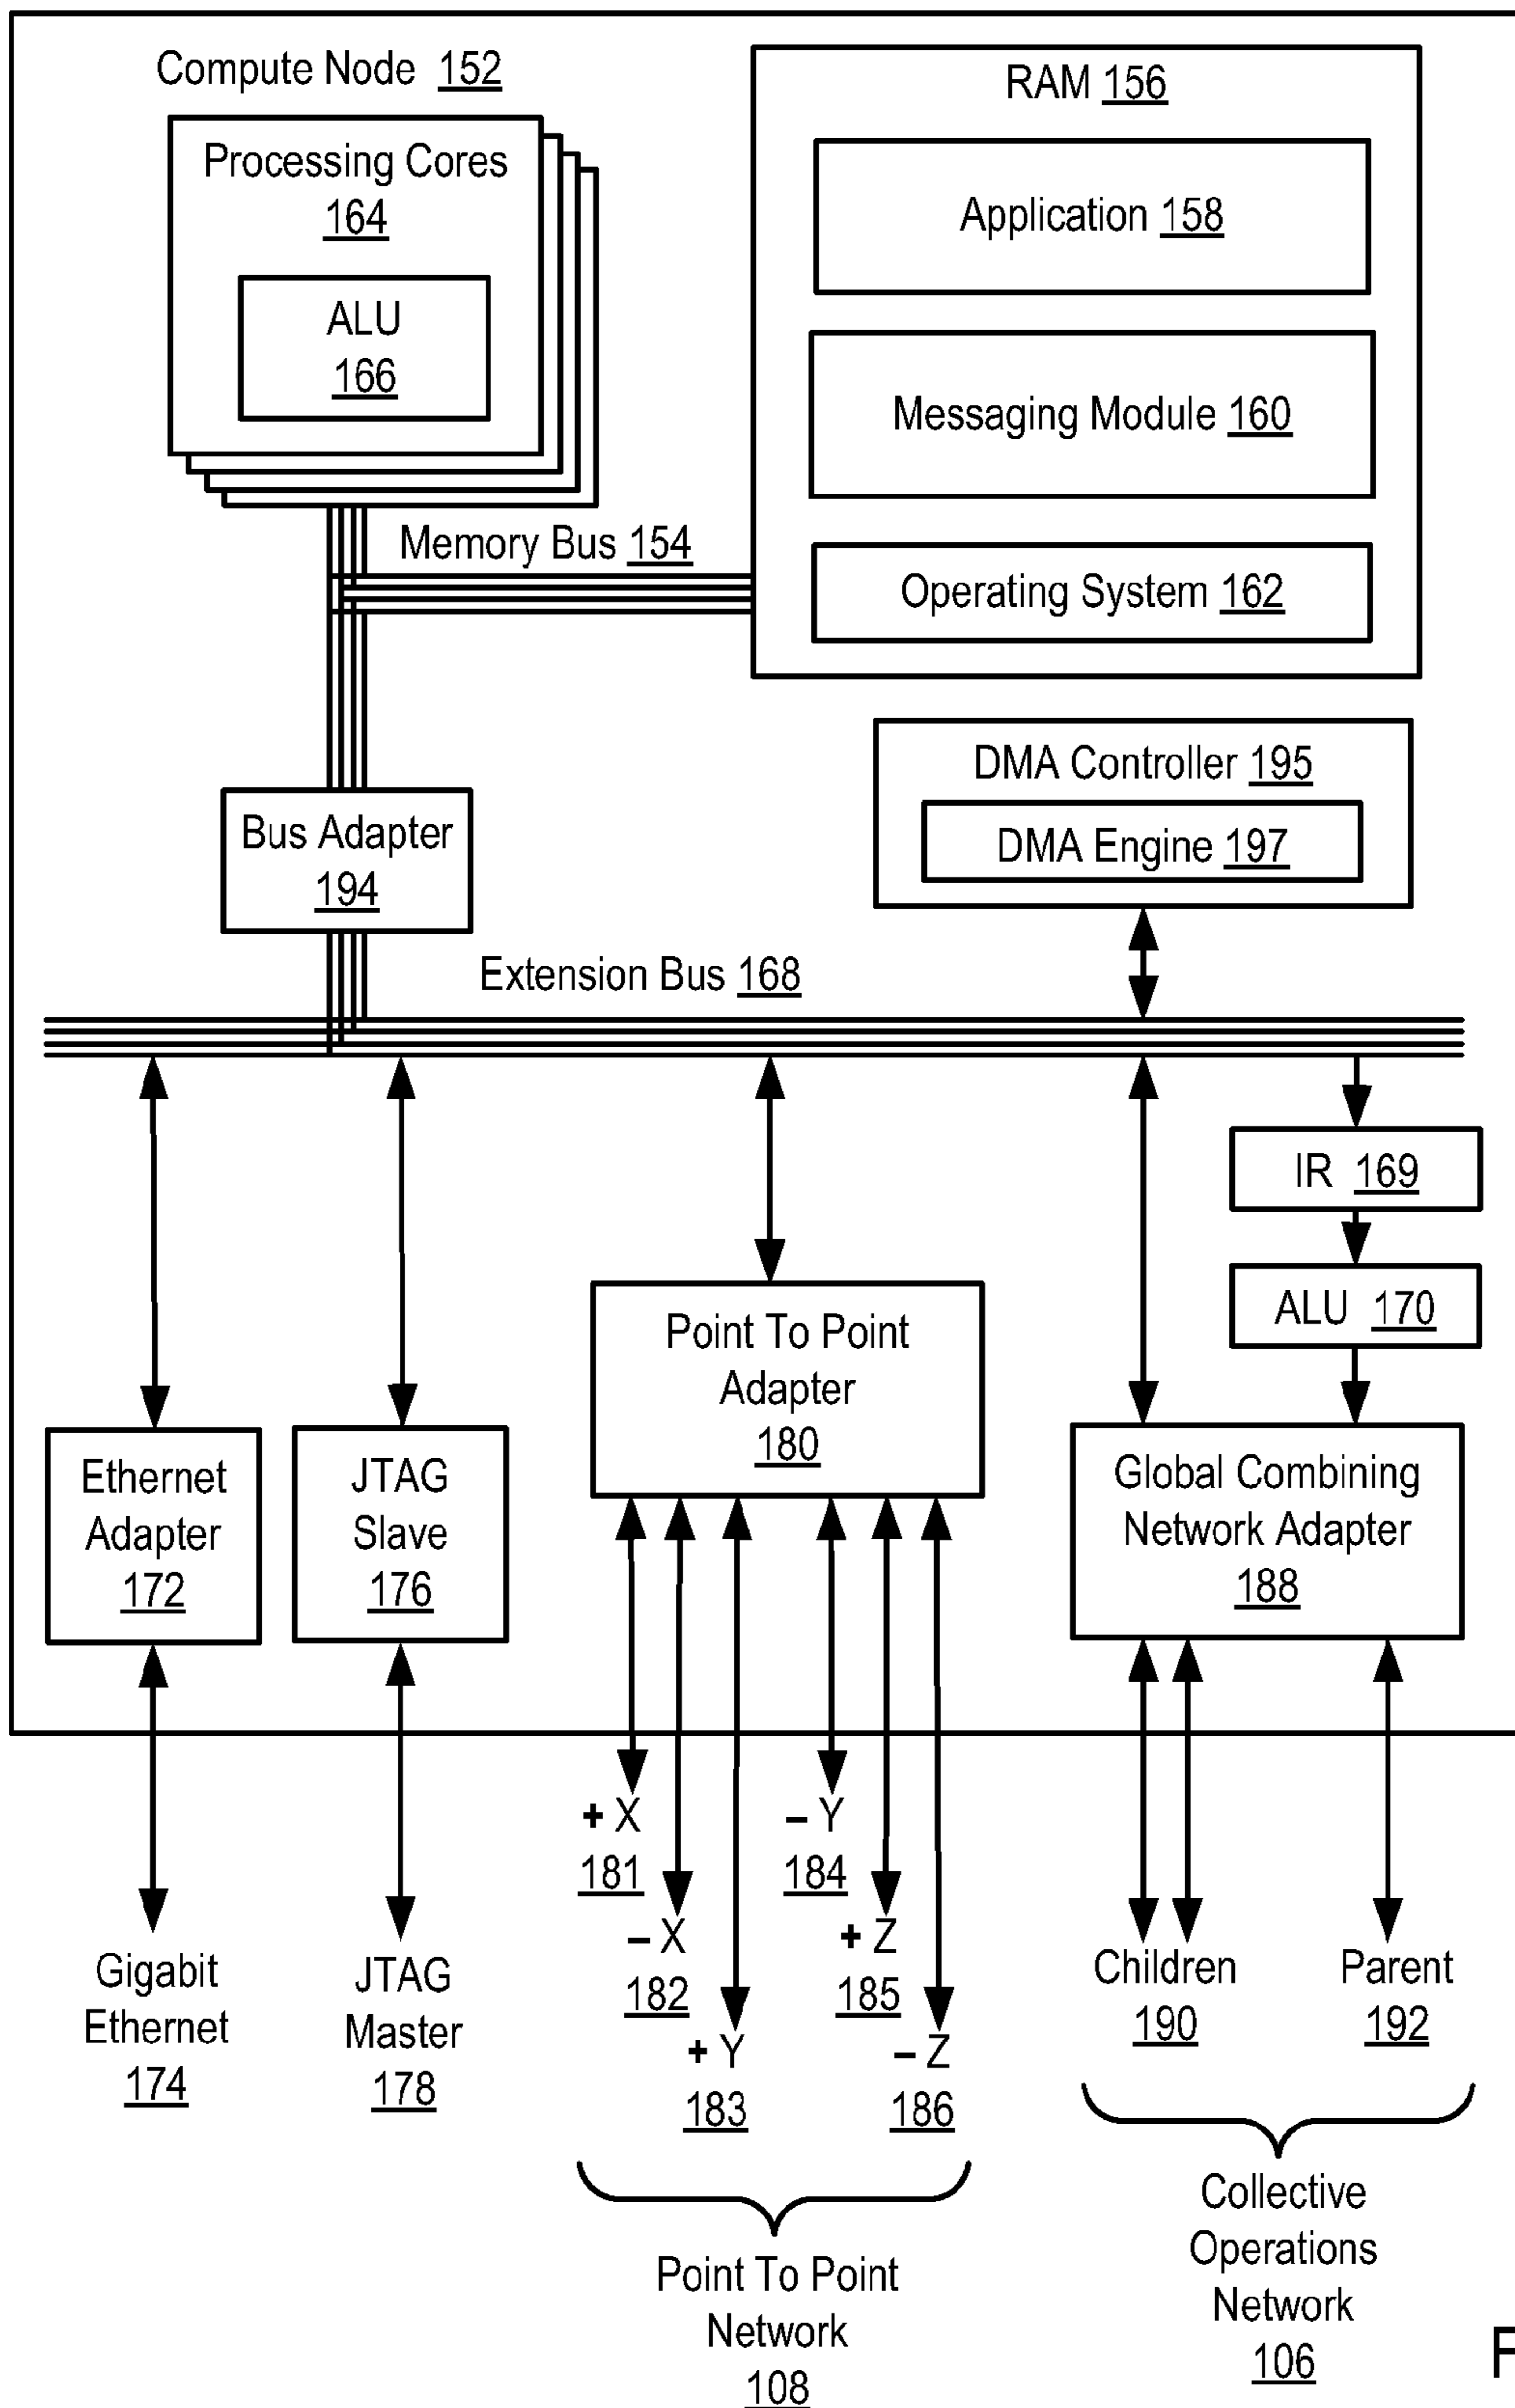 Compute Node 152
Processing Cores
164
ALU
166
RAM 156
Application 158
Messaging Module 160
Operating System 162
Memory Bus 154
DMA Controller 195
DMA Engine 197
Bus Adapter
194
Extension Bus 168
IR 169
ALU 170
Point To Point
Adapter
180
Ethernet
Adapter
172
JTAG
Slave
176
Global Combining
Network Adapter
188
+ X
181
– X
182
+ Y
183
– Y
184
+ Z
185
– Z
186
Gigabit
Ethernet
174
JTAG
Master
178
Children
190
Parent
192
Point To Point
Network
108
Collective
Operations
Network
106